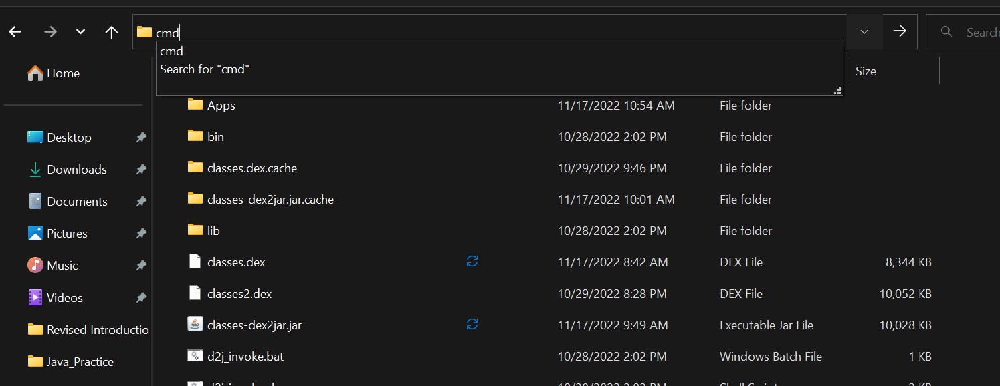 cmd
Search
cmd
Search for "cmd"
Home
Size
Apps 11/17/2022 10:54 AM File folder
Desktop
bin 10/28/2022 2:02 PM File folder
Downloads
classes.dex.cache 10/29/2022 9:46 PM File folder
Documents
classes-dex2jar.jar.cache 11/17/2022 10:01 AM File folder
Pictures
lib 10/28/2022 2:02 PM File folder
Music
classes.dex 11/17/2022 8:42 AM DEX File 8,344 KB
Videos
classes2.dex 10/29/2022 8:28 PM DEX File 10,052 KB
Revised Introductio
classes-dex2jar.jar 11/17/2022 9:49 AM Executable Jar File 10,028 KB
Java_Practice
d2j_invoke.bat 10/28/2022 2:02 PM Windows Batch File 1 KB